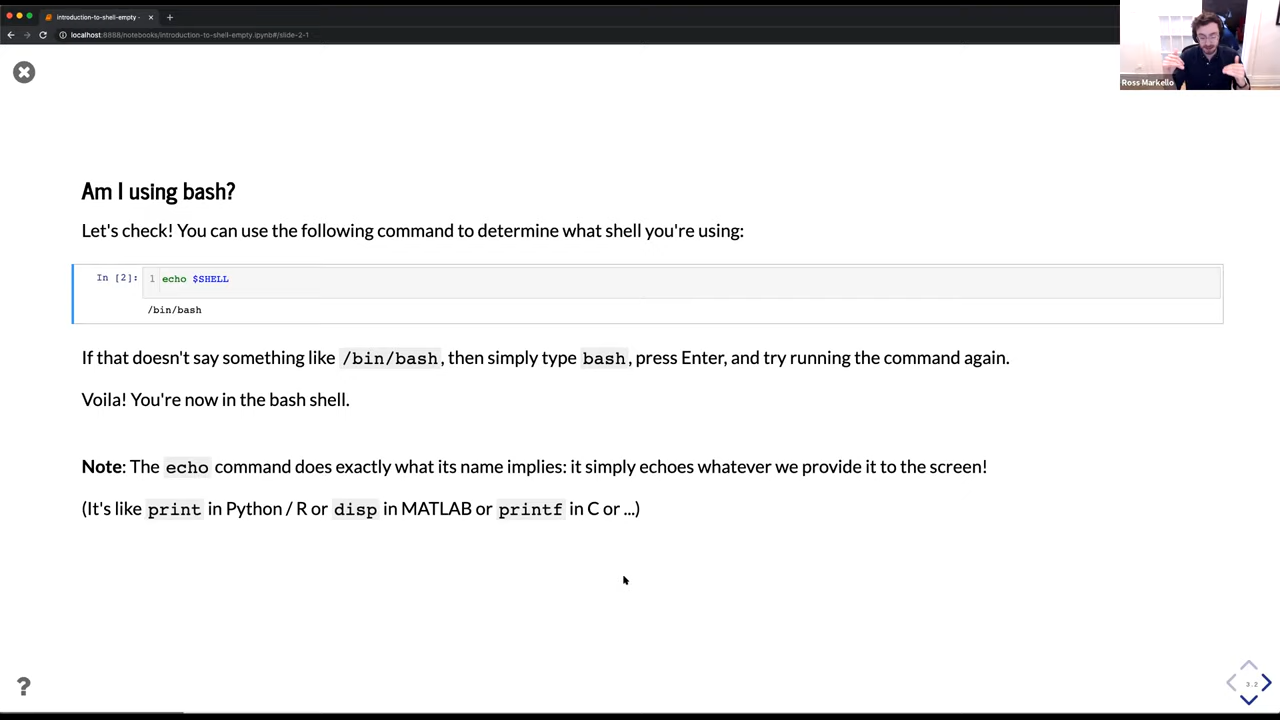 introduction-to-shell-empty -
localhost:8888/notebooks/introduction-to-shell-empty.ipynb#/slide-2-1
Ross Markello
Am I using bash?
Let's check! You can use the following command to determine what shell you're using:
In [2]: 1 echo $SHELL
/bin/bash
If that doesn't say something like /bin/bash, then simply type bash, press Enter, and try running the command again.
Voila! You're now in the bash shell.
Note: The echo command does exactly what its name implies: it simply echoes whatever we provide it to the screen!
(It's like print in Python / R or disp in MATLAB or printf in C or ...)
?
3.2